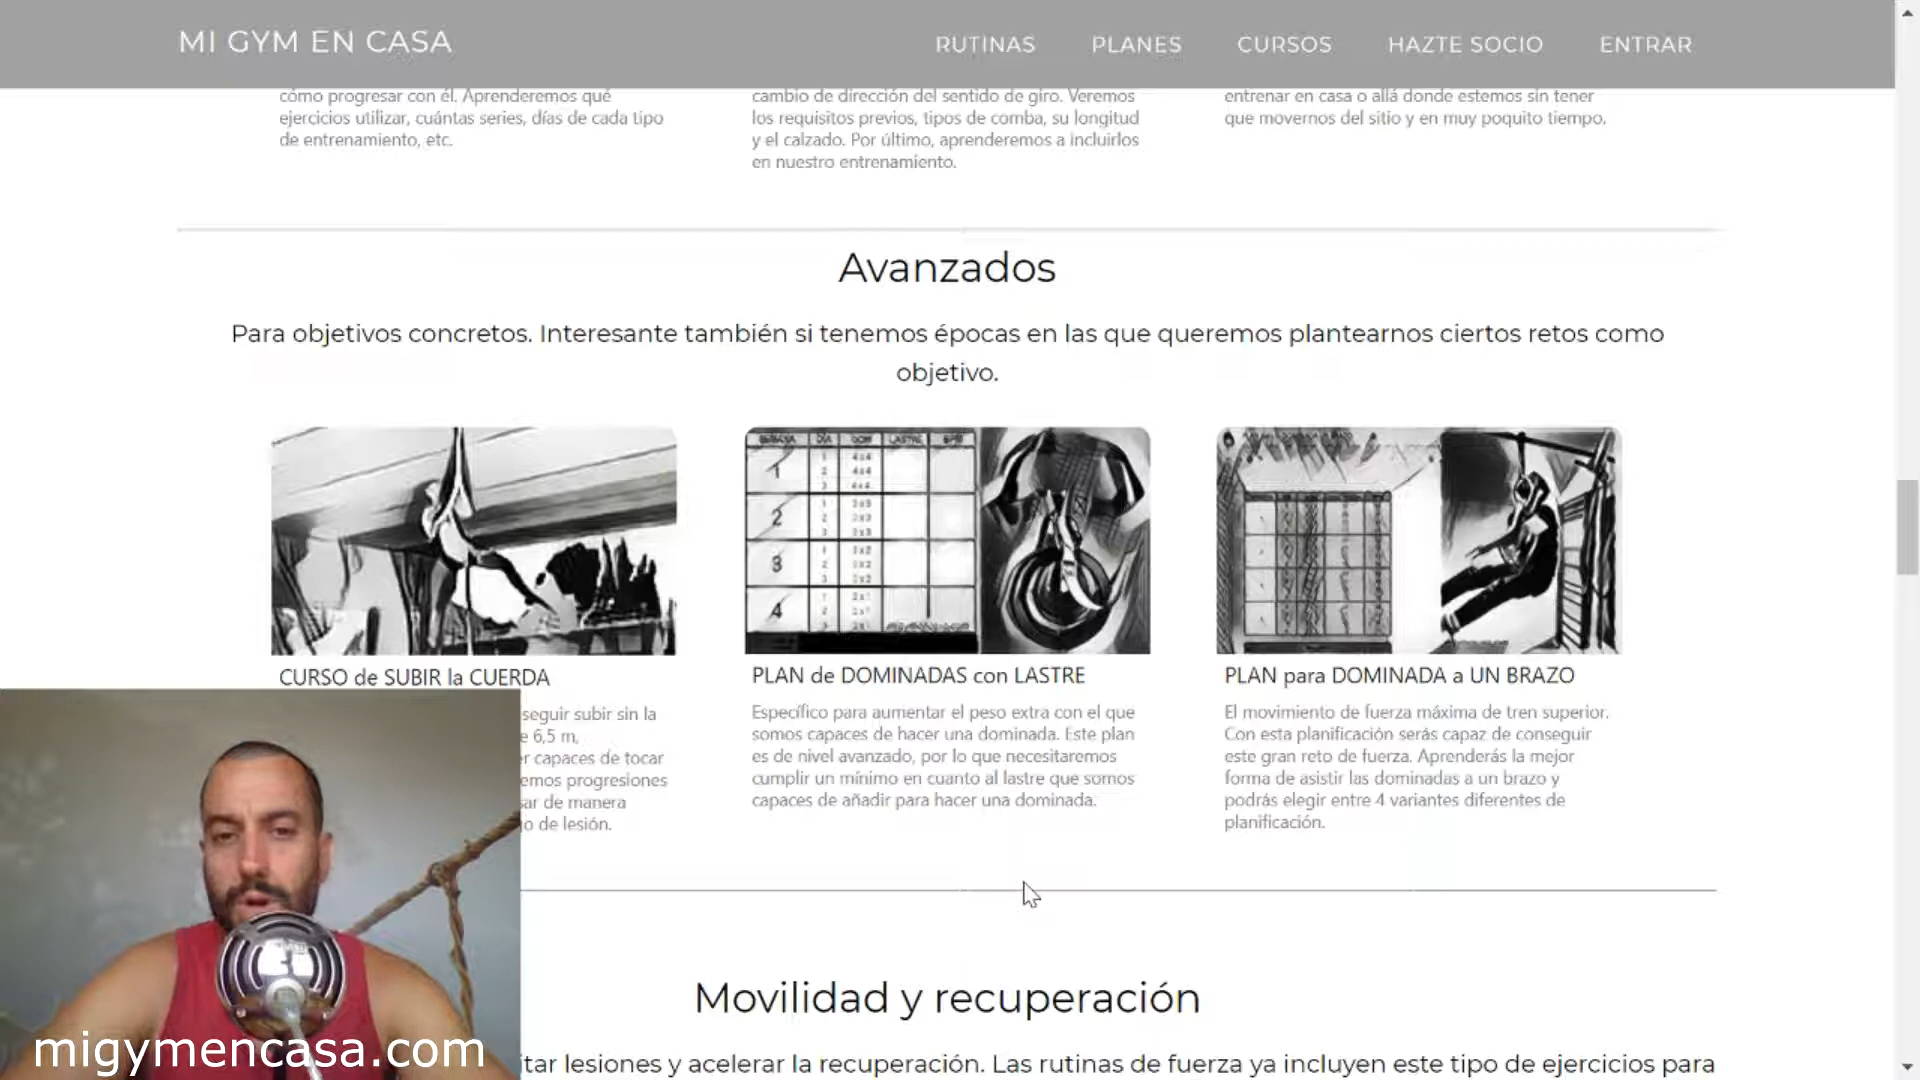 MI GYM EN CASA
RUTINAS PLANES CURSOS HAZTE SOCIO ENTRAR
cómo progresar con él. Aprenderemos qué
ejercicios utilizar, cuántas series, días de cada tipo
de entrenamiento, etc.
cambio de dirección del sentido de giro. Veremos
los requisitos previos, tipos de comba, su longitud
y el calzado. Por último, aprenderemos a incluirlos
en nuestro entrenamiento.
entrenar en casa o allá donde estemos sin tener
que movernos del sitio y en muy poquito tiempo.
Avanzados
Para objetivos concretos. Interesante también si tenemos épocas en las que queremos plantearnos ciertos retos como
objetivo.
SEMANA DÍA DOM LASTRE
1
2
3
4
CURSO de SUBIR la CUERDA
seguir subir sin la
e 6,5 m,
r capaces de tocar
emos progresiones
ar de manera
o de lesión.
PLAN de DOMINADAS con LASTRE
Específico para aumentar el peso extra con el que
somos capaces de hacer una dominada. Este plan
es de nivel avanzado, por lo que necesitaremos
cumplir un mínimo en cuanto al lastre que somos
capaces de añadir para hacer una dominada.
PLAN para DOMINADA a UN BRAZO
El movimiento de fuerza máxima de tren superior.
Con esta planificación serás capaz de conseguir
este gran reto de fuerza. Aprenderás la mejor
forma de asistir las dominadas a un brazo y
podrás elegir entre 4 variantes diferentes de
planificación.
Movilidad y recuperación
itar lesiones y acelerar la recuperación. Las rutinas de fuerza ya incluyen este tipo de ejercicios para
migymencasa.com